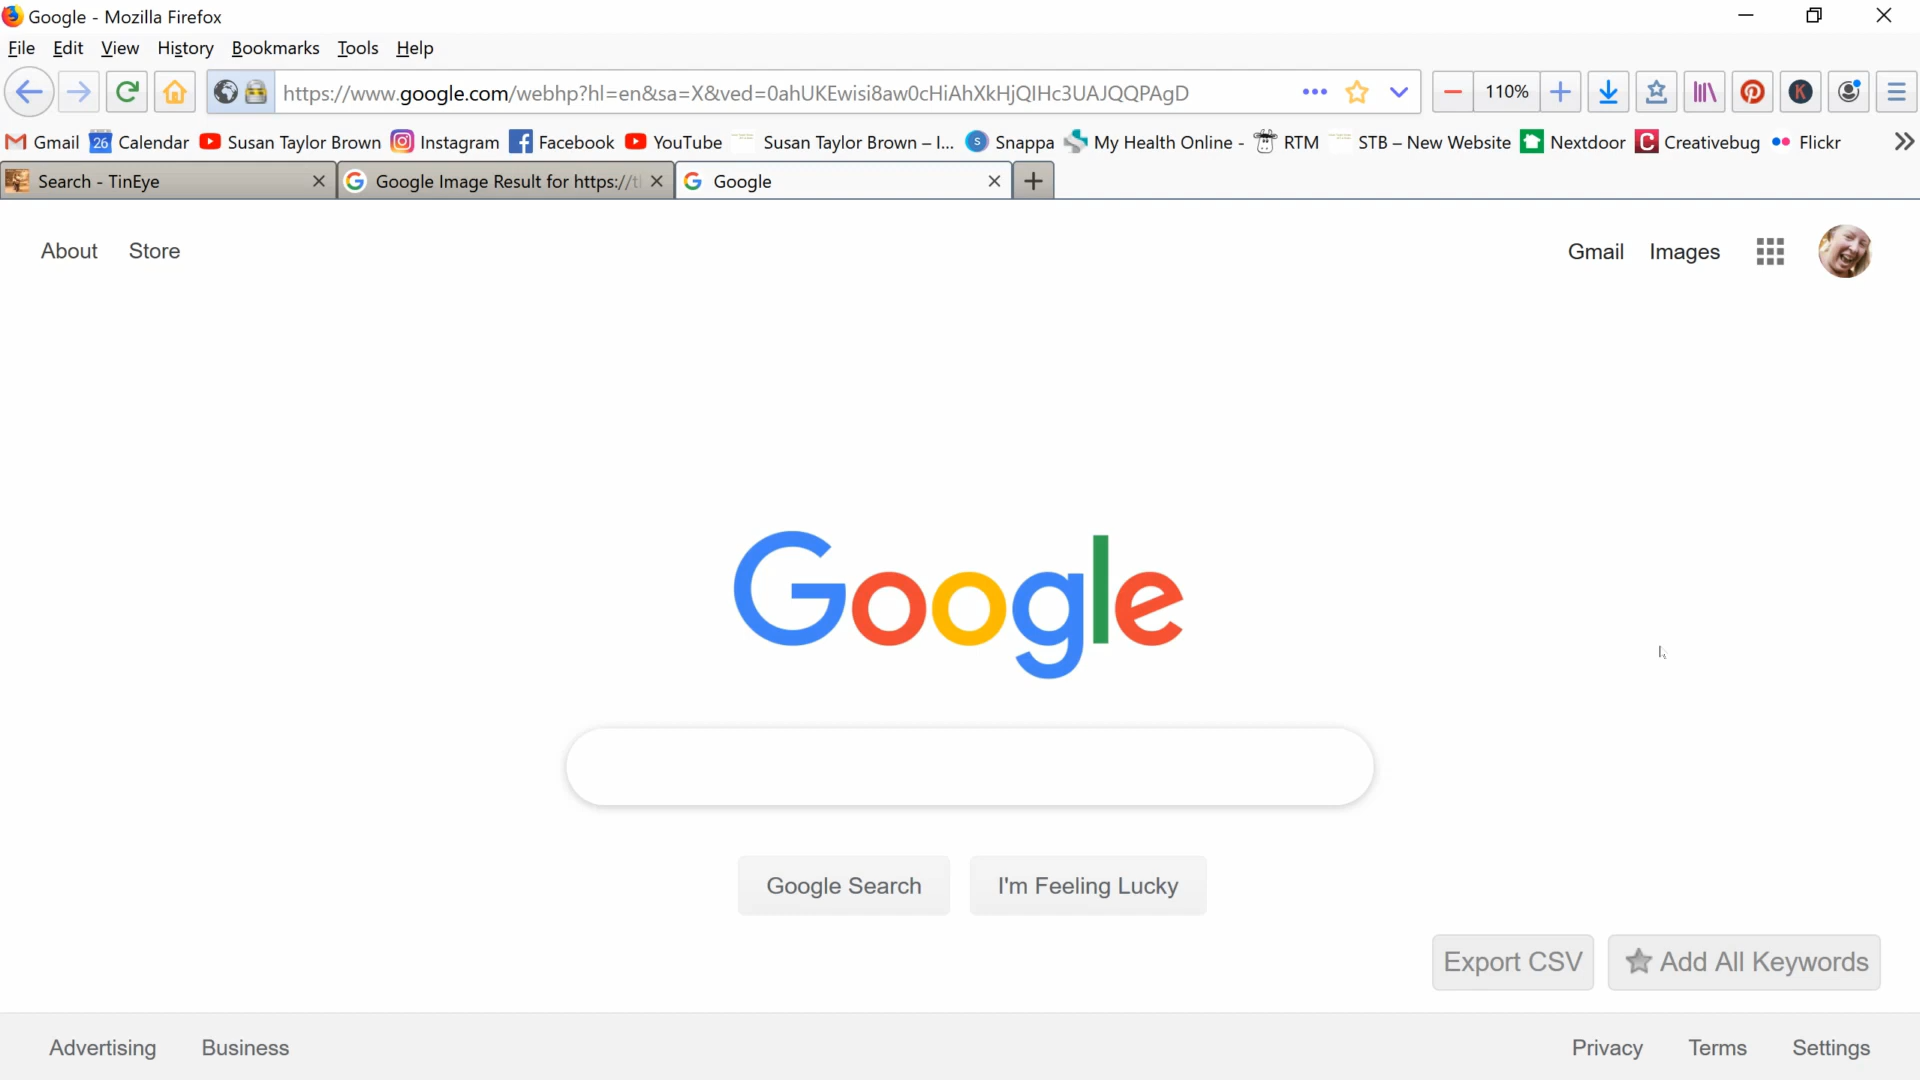 Google - Mozilla Firefox
File Edit View History Bookmarks Tools Help
https://www.google.com/webhp?hl=en&sa=X&ved=0ahUKEwisi8aw0cHiAhXkHjQIHc3UAJQQPAgD 110% K
Gmail 26 Calendar Susan Taylor Brown Instagram Facebook YouTube Susan Taylor Brown – I... S Snappa My Health Online - RTM STB – New Website Nextdoor C Creativebug Flickr
Search - TinEye Google Image Result for https://t Google
About Store Gmail Images
Google
Google Search I'm Feeling Lucky
Export CSV Add All Keywords
Advertising Business Privacy Terms Settings